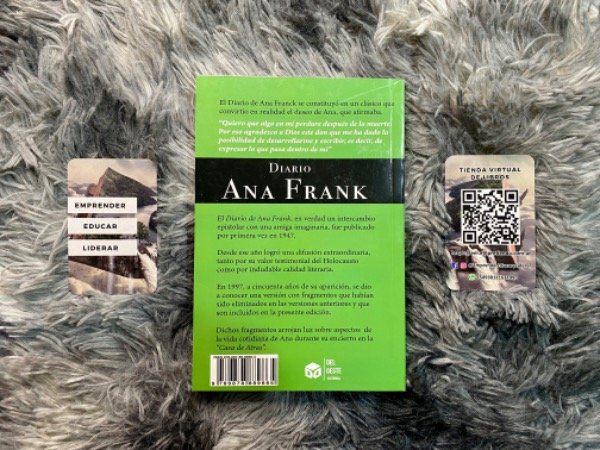 EMPRENDER
EDUCAR
LIDERAR
El Diario de Ana Franck se constituyó en un clásico que
convirtio en realidad el deseo de Ana, que afirmaba.
"Quiero que algo en mi perdure después de la muerte.
Por eso agradezco a Dios este don que me ha dado la
posibilidad de desarrollarme y escribir, es decir, de
expresar lo que pasa dentro de mí"
DIARIO
ANA FRANK
El Diario de Ana Frank, en verdad un intercambio
epistolar con una amiga imaginaria, fue publicado
por primera vez en 1947.
Desde ese año logró una difusión extraordinaria,
tanto por su valor testimonial del Holocausto
como por indudable calidad literaria.
En 1997, a cincuenta años de su aparición, se dio
a conocer una versión con fragmentos que habían
sido eliminados en las versiones anteriores y que
son incluidos en la presente edición.
Dichos fragmentos arrojan luz sobre aspectos de
la vida cotidiana de Ana durante su encierro en la
"Casa de Atras".
DEL
OESTE
EDITORIAL
TIENDA VIRTUAL
DE LIBROS